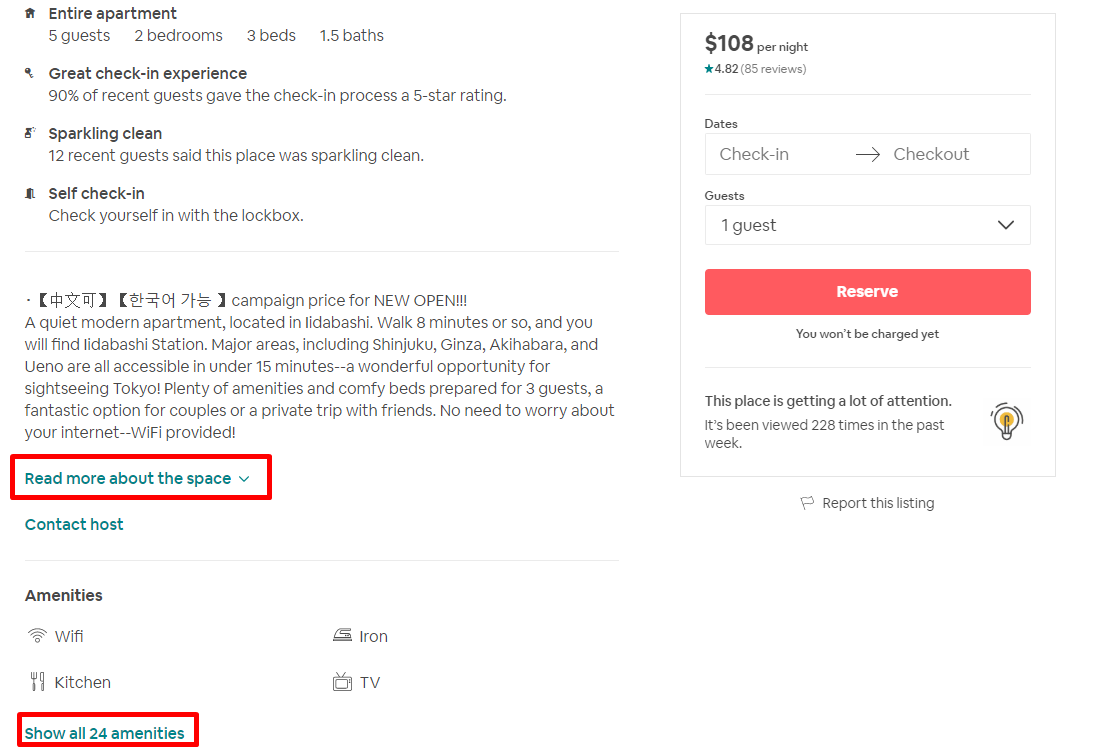 Entire apartment
5 guests 2 bedrooms 3 beds 1.5 baths
Great check-in experience
90% of recent guests gave the check-in process a 5-star rating.
Sparkling clean
12 recent guests said this place was sparkling clean.
Self check-in
Check yourself in with the lockbox.
・【中文可】【한국어 가능 】campaign price for NEW OPEN!!!
A quiet modern apartment, located in Iidabashi. Walk 8 minutes or so, and you
will find Iidabashi Station. Major areas, including Shinjuku, Ginza, Akihabara, and
Ueno are all accessible in under 15 minutes--a wonderful opportunity for
sightseeing Tokyo! Plenty of amenities and comfy beds prepared for 3 guests, a
fantastic option for couples or a private trip with friends. No need to worry about
your internet--WiFi provided!
Read more about the space
Contact host
Amenities
Wifi
Iron
Kitchen
TV
Show all 24 amenities
$108 per night
★4.82 (85 reviews)
Dates
Check-in → Checkout
Guests
1 guest
Reserve
You won't be charged yet
This place is getting a lot of attention.
It's been viewed 228 times in the past
week.
Report this listing